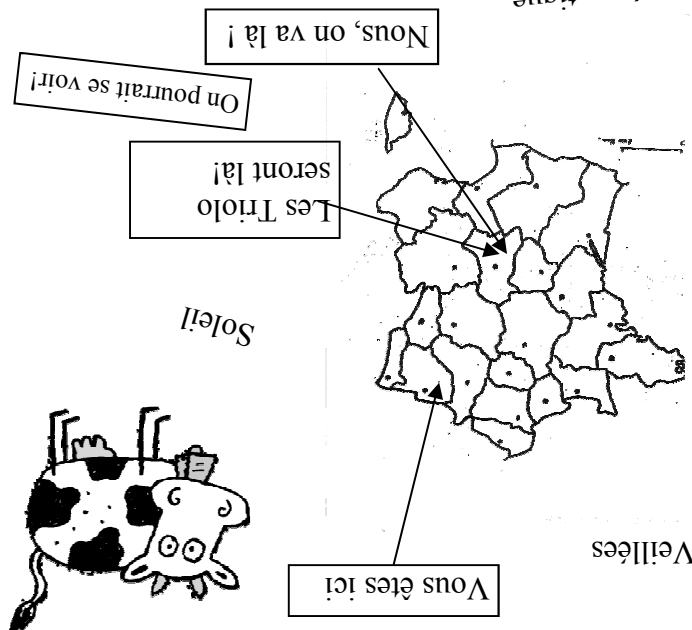 Vous êtes ici
Veillées
Soleil
Les Triolo
seront là!
On pourrait se voir!
Nous, on va là !